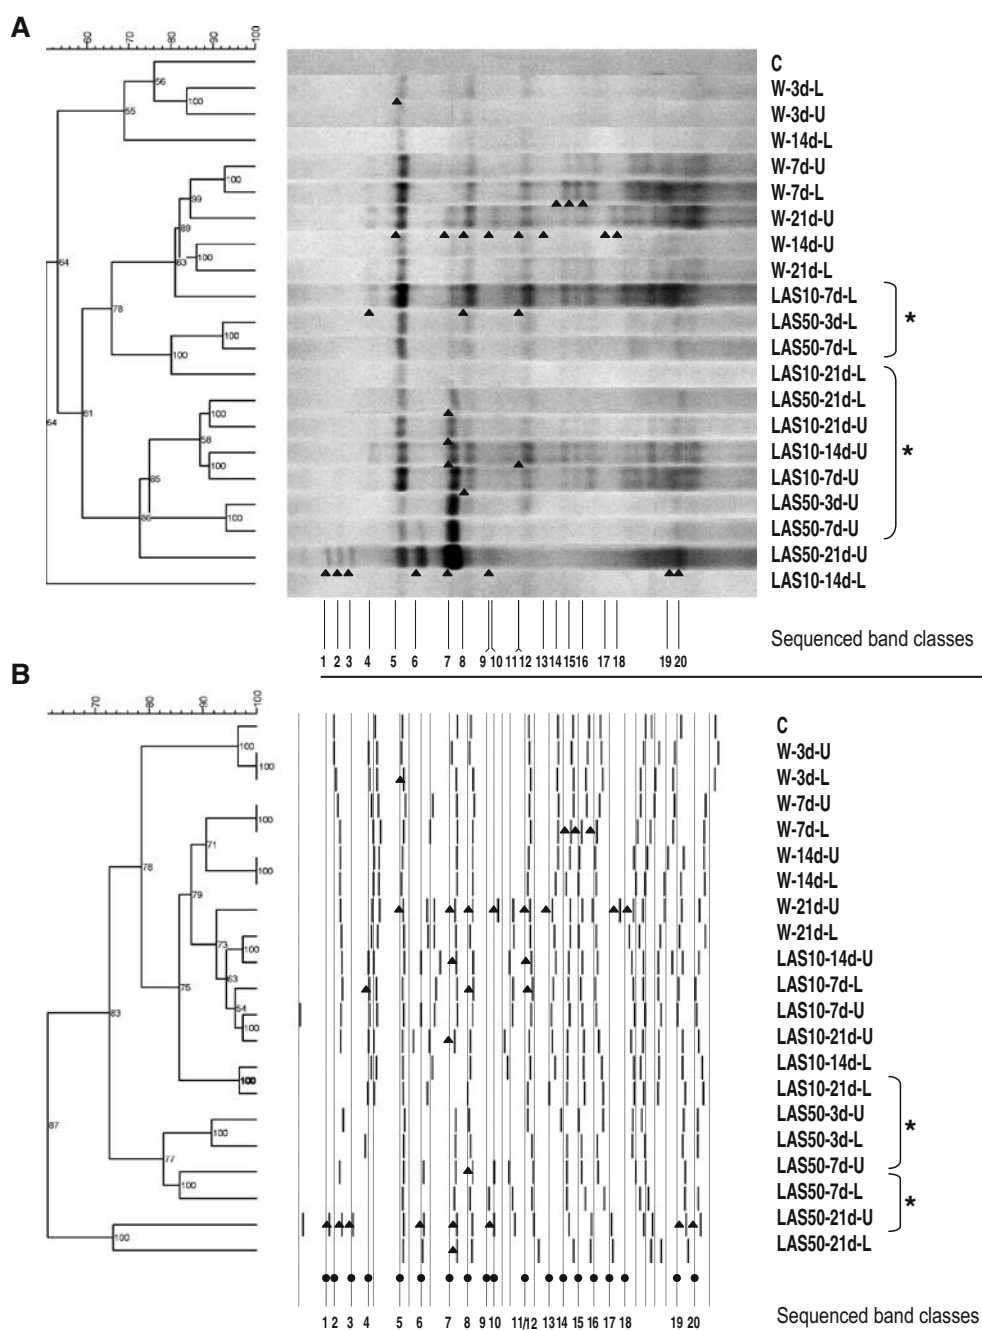 A
60 70 80 90 100
C
W-3d-L
W-3d-U
W-14d-L
W-7d-U
W-7d-L
W-21d-U
W-14d-U
W-21d-L
LAS10-7d-L
LAS50-3d-L
*
LAS50-7d-L
LAS10-21d-L
LAS50-21d-L
LAS10-21d-U
LAS10-14d-U
*
LAS10-7d-U
LAS50-3d-U
LAS50-7d-U
LAS50-21d-U
LAS10-14d-L
56
100
55
100
99
89
64
83
100
78
100
100
64
61
100
58
100
85
86
100
Sequenced band classes
1 2 3 4 5 6 7 8 9 10 11 12 13 14 15 16 17 18 19 20
B
70 80 90 100
C
W-3d-U
W-3d-L
W-7d-U
W-7d-L
W-14d-U
W-14d-L
W-21d-U
W-21d-L
LAS10-14d-U
LAS10-7d-L
LAS10-7d-U
LAS10-21d-U
LAS10-14d-L
LAS10-21d-L
LAS50-3d-U
*
LAS50-3d-L
LAS50-7d-U
LAS50-7d-L
*
LAS50-21d-U
LAS50-21d-L
100
100
100
71
78
100
79
73
100
63
75
54
83
100
100
87
100
77
100
100
Sequenced band classes
1 2 3 4 5 6 7 8 9 10 11/12 13 14 15 16 17 18 19 20